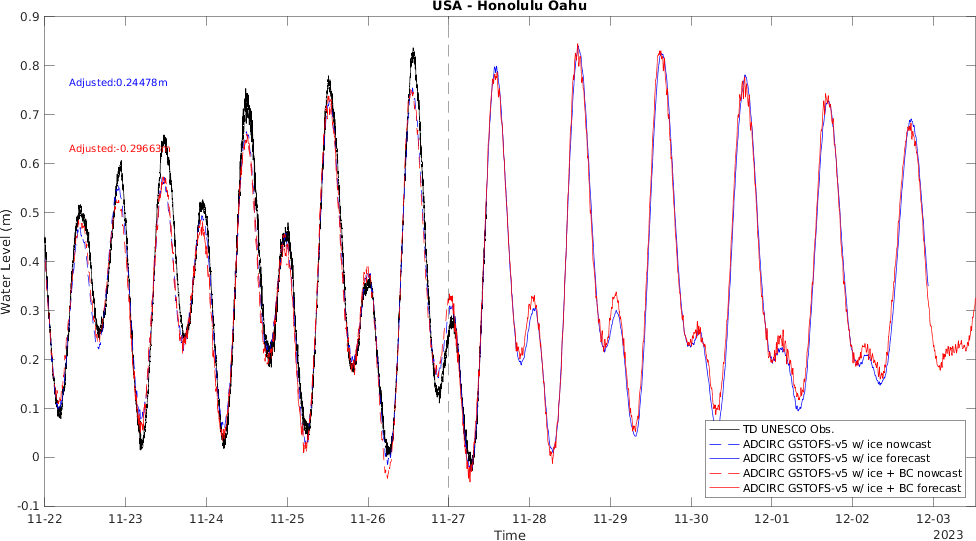 USA - Honolulu Oahu
0.9
0.8
0.7
0.6
0.5
0.4
0.3
0.2
0.1
0
-0.1
Water Level (m)
Adjusted:0.24478m
Adjusted:-0.29663m
TD UNESCO Obs.
ADCIRC GSTOFS-v5 w/ ice nowcast
ADCIRC GSTOFS-v5 w/ ice forecast
ADCIRC GSTOFS-v5 w/ ice + BC nowcast
ADCIRC GSTOFS-v5 w/ ice + BC forecast
11-22 11-23 11-24 11-25 11-26 11-27 11-28 11-29 11-30 12-01 12-02 12-03
Time 2023